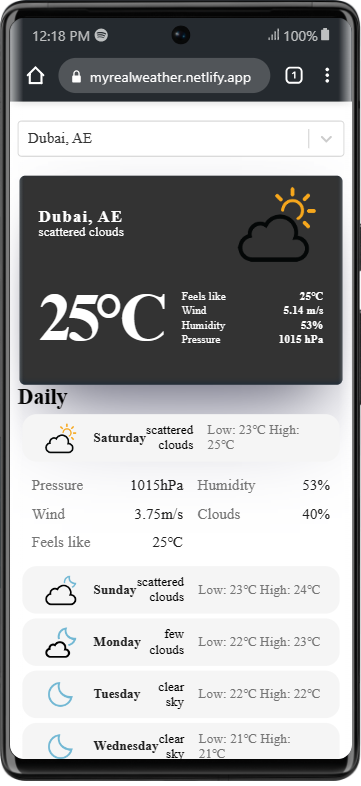 12:18 PM 100%
myrealweather.netlify.app 1
Dubai, AE
Dubai, AE
scattered clouds
25°C
Feels like 25°C
Wind 5.14 m/s
Humidity 53%
Pressure 1015 hPa
Daily
Saturday scattered clouds Low: 23°C High: 25°C
Pressure 1015hPa Humidity 53%
Wind 3.75m/s Clouds 40%
Feels like 25°C
Sunday scattered clouds Low: 23°C High: 24°C
Monday few clouds Low: 22°C High: 23°C
Tuesday clear sky Low: 22°C High: 22°C
Wednesday clear sky Low: 21°C High: 21°C